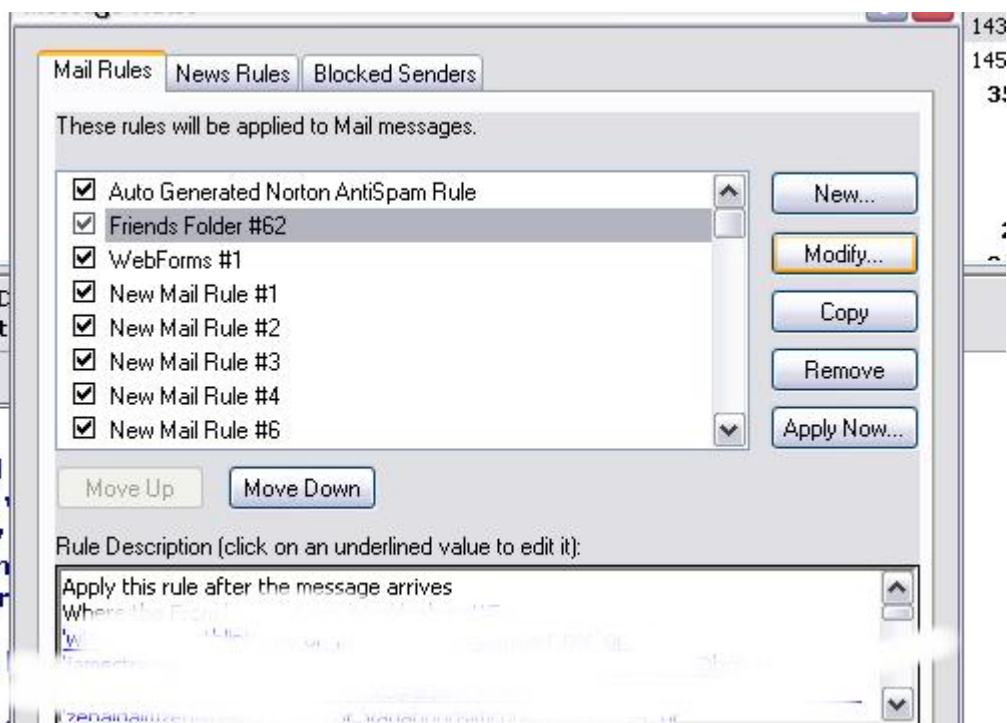 Mail Rules
News Rules
Blocked Senders
143
145
These rules will be applied to Mail messages.
Auto Generated Norton AntiSpam Rule
Friends Folder #62
WebForms #1
New Mail Rule #1
New Mail Rule #2
New Mail Rule #3
New Mail Rule #4
New Mail Rule #6
New...
Modify...
Copy
Remove
Apply Now...
Move Up
Move Down
Rule Description (click on an underlined value to edit it):
Apply this rule after the message arrives
Where the From